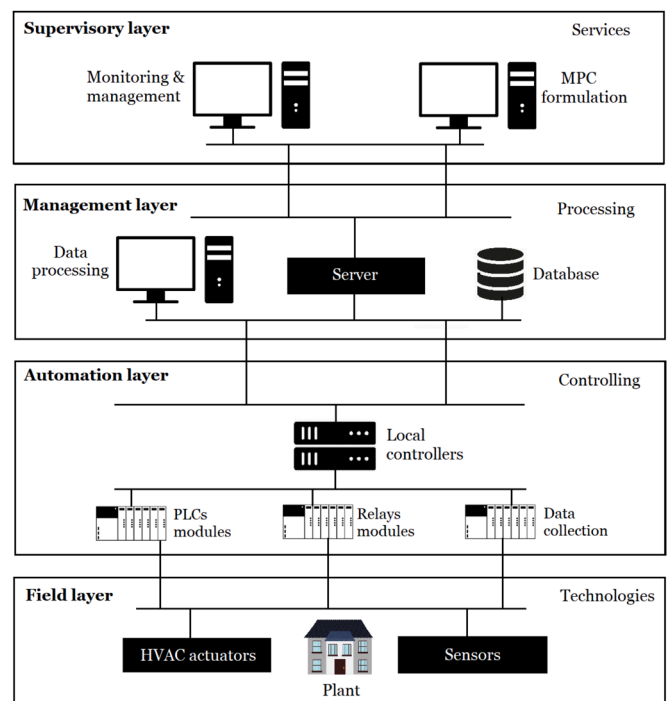 Supervisory layer
Services
Monitoring &
management
MPC
formulation
Management layer
Processing
Data
processing
Server
Database
Automation layer
Controlling
Local
controllers
PLCs
modules
Relays
modules
Data
collection
Field layer
Technologies
HVAC actuators
Sensors
Plant